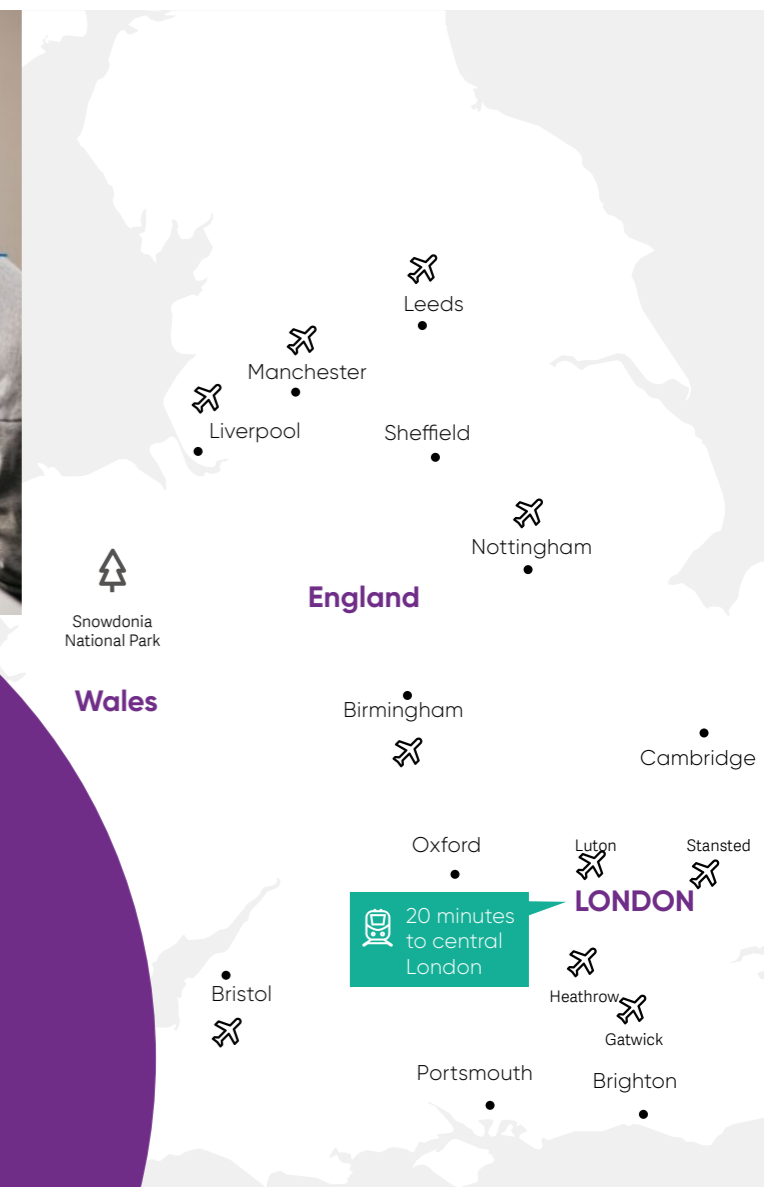 Leeds
Manchester
Liverpool
Sheffield
Nottingham
England
Snowdonia
National Park
Wales
Birmingham
Cambridge
Oxford
Luton
Stansted
LONDON
20 minutes
to central
London
Heathrow
Bristol
Gatwick
Portsmouth
Brighton